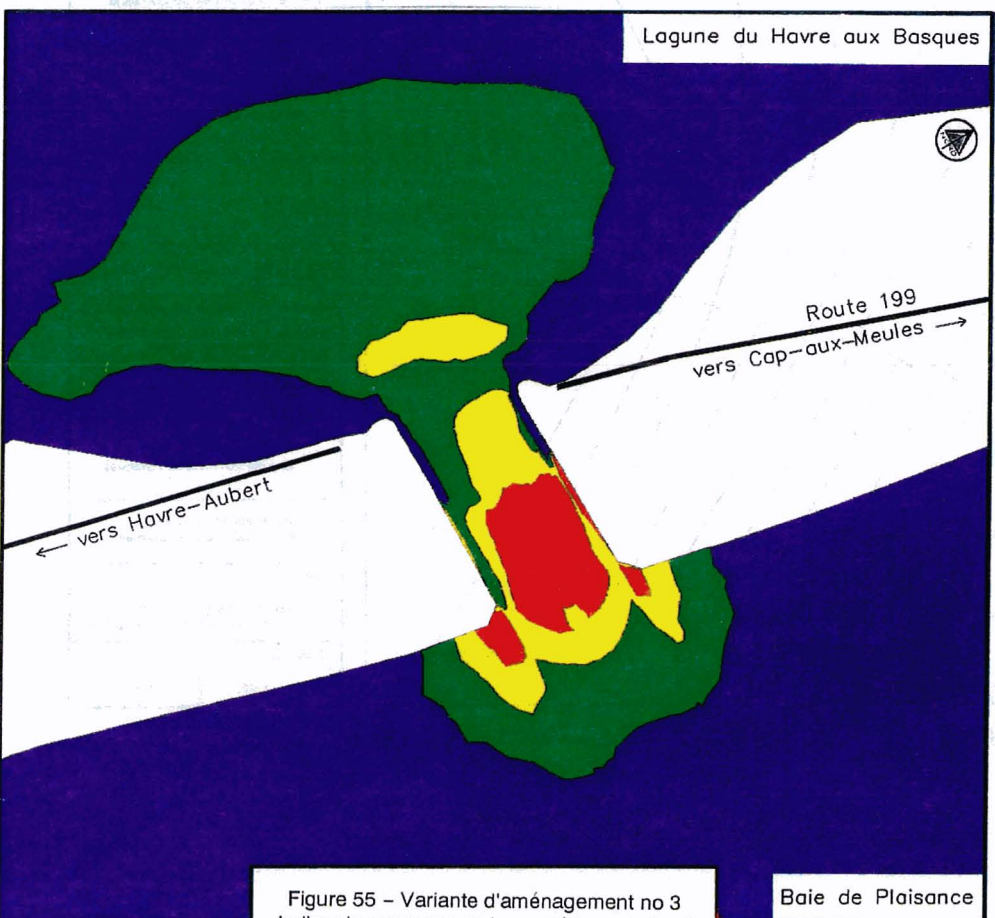 Lagune du Havre aux Basques
Route 199
vers Cap-aux-Meules →
← vers Havre-Aubert
Figure 55 – Variante d'aménagement no 3
Baie de Plaisance